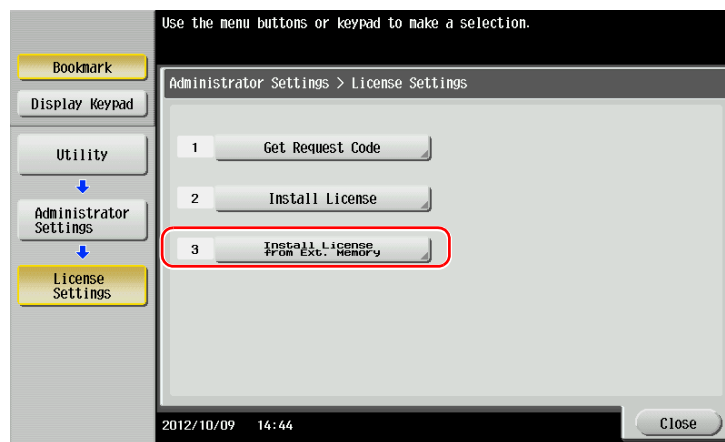 Use the menu buttons or keypad to make a selection.
Bookmark
Display Keypad
Utility
Administrator
Settings
License
Settings
Administrator Settings > License Settings
1 Get Request Code
2 Install License
3 Install License
from Ext. Memory
2012/10/09 14:44
Close